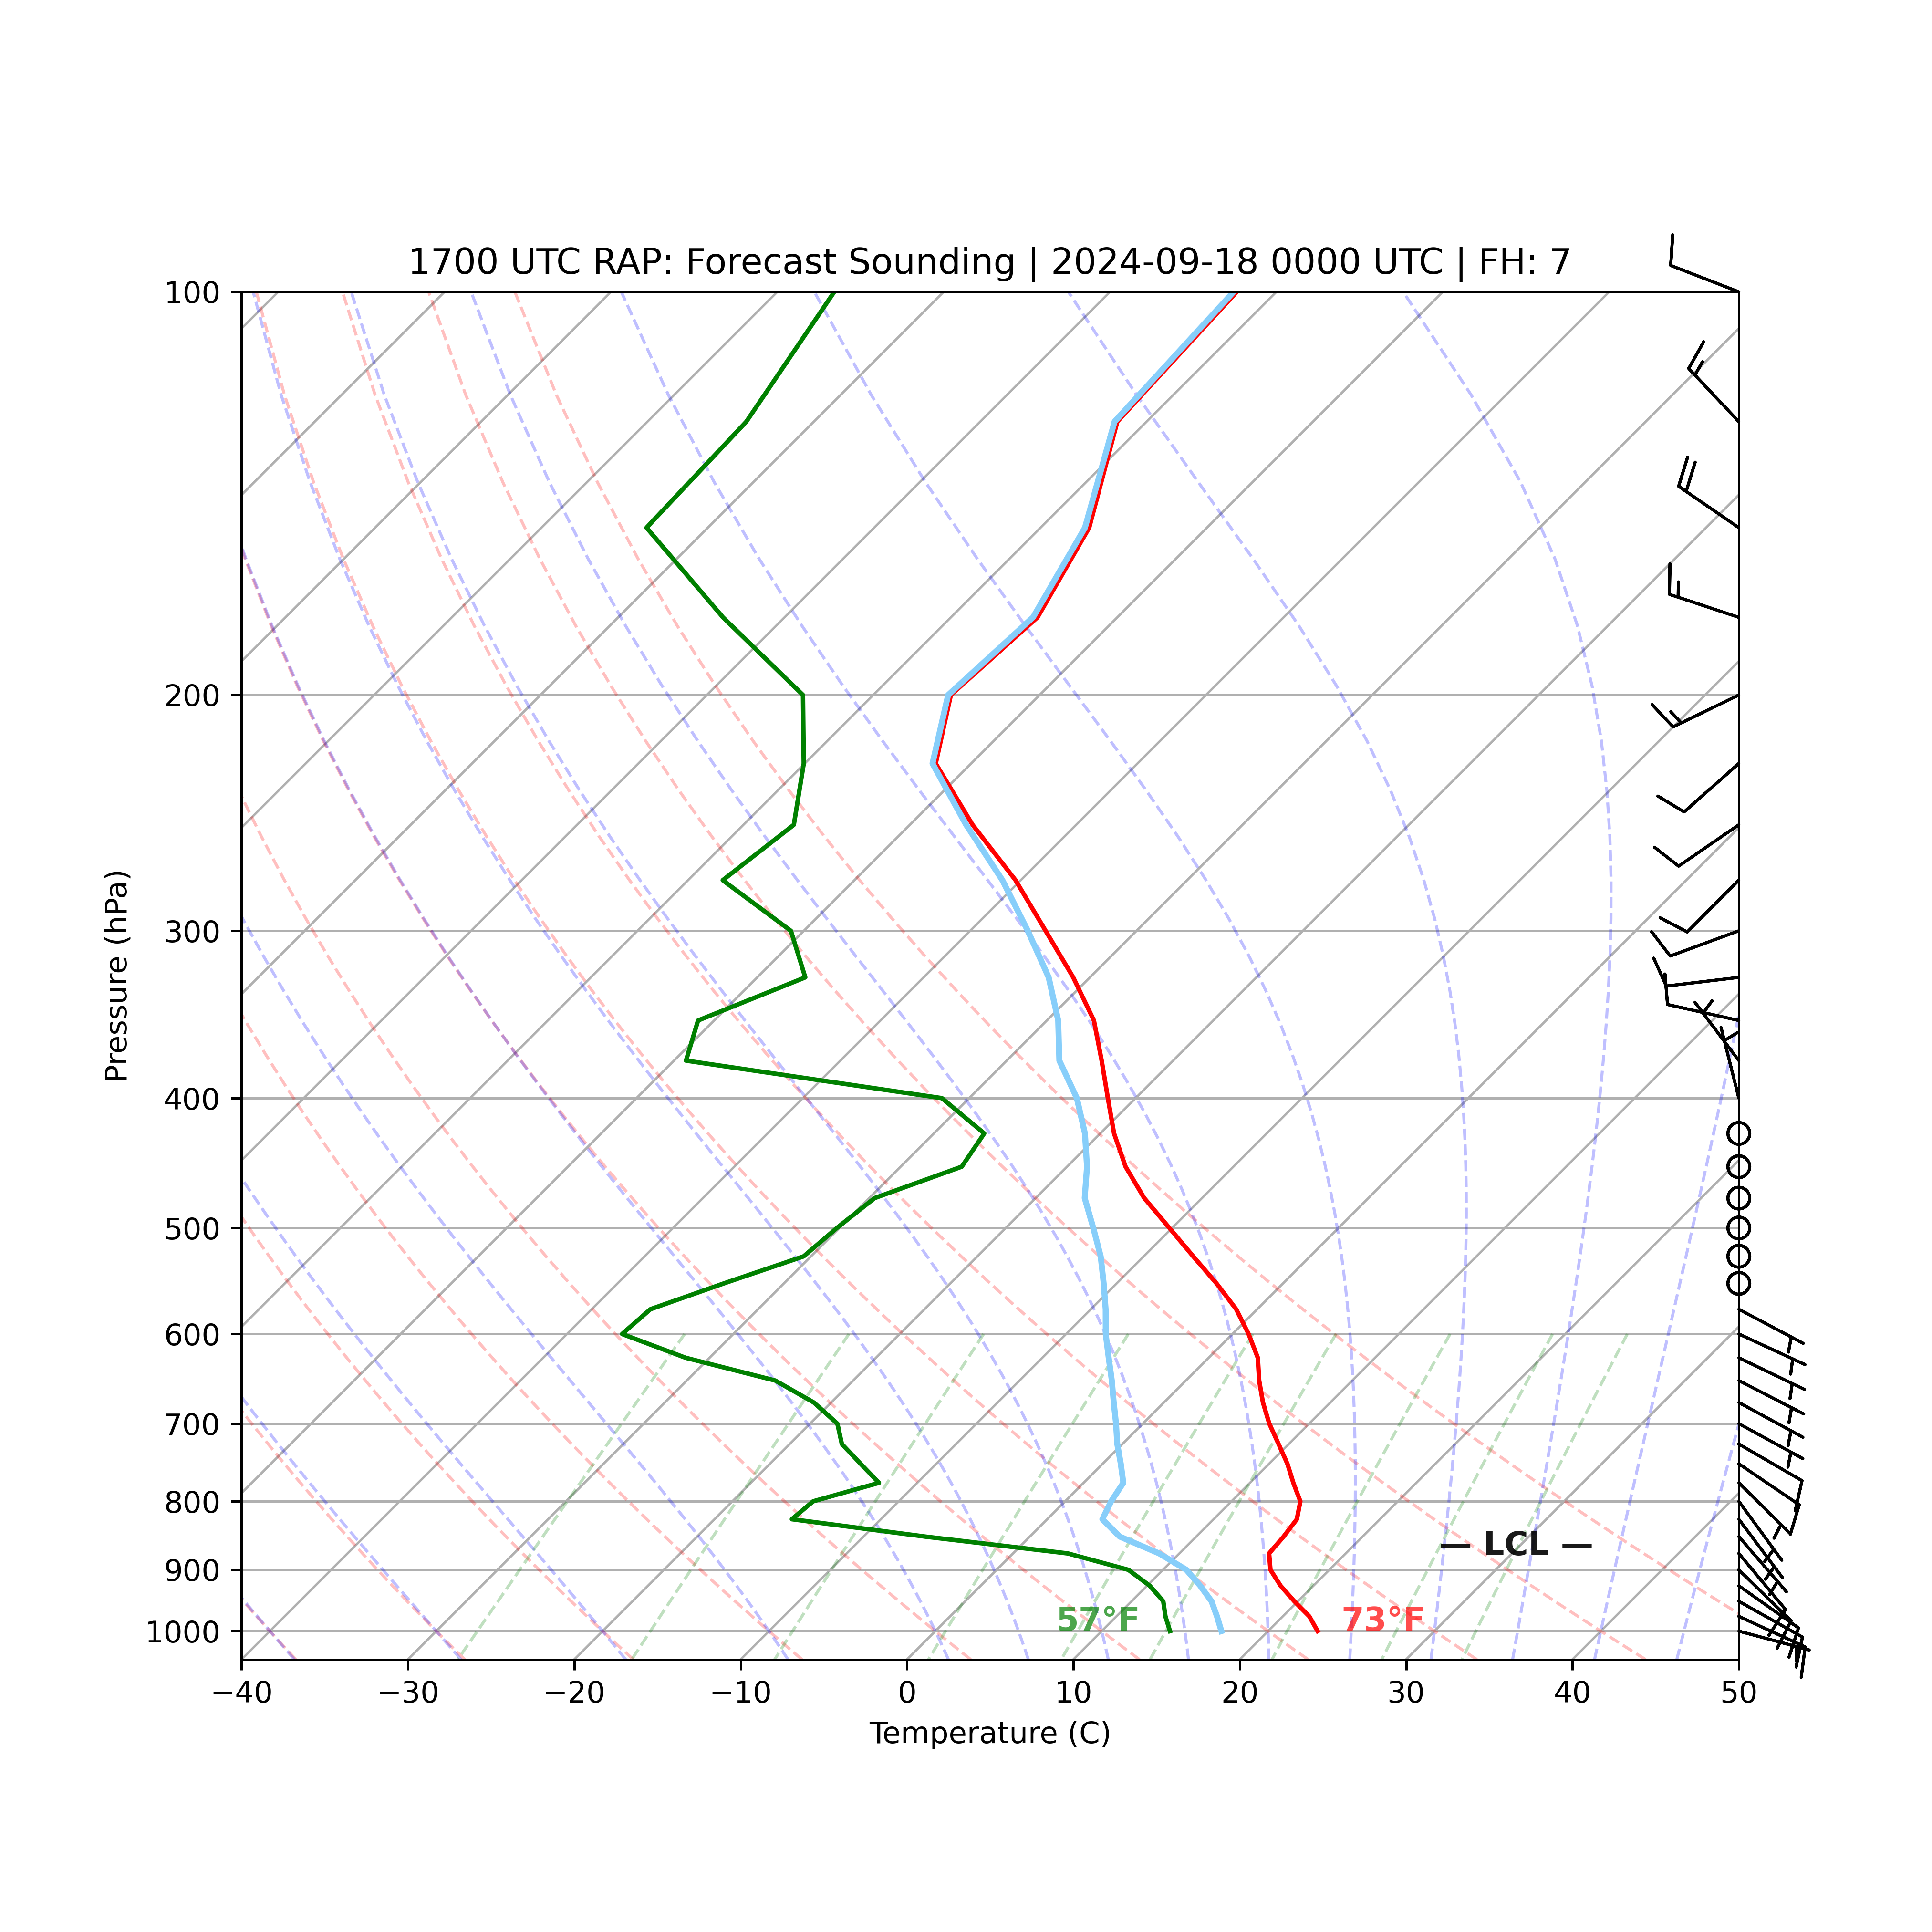 1700 UTC RAP: Forecast Sounding | 2024-09-18 0000 UTC | FH: 7
100
200
300
400
500
600
700
800
900
1000
Pressure (hPa)
— LCL —
57°F
73°F
−40 −30 −20 −10 0 10 20 30 40 50
Temperature (C)